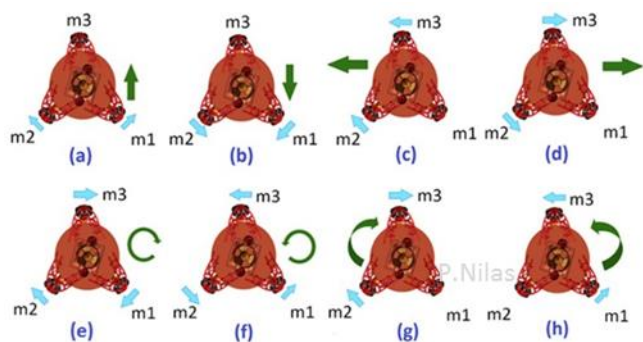 m3 m3 m3 m3
m2 m1 m2 m1 m2 m1 m2 m1
(a) (b) (c) (d)
m3 m3 m3 m3
P.Nilas
m2 m1 m2 m1 m2 m1 m2 m1
(e) (f) (g) (h)